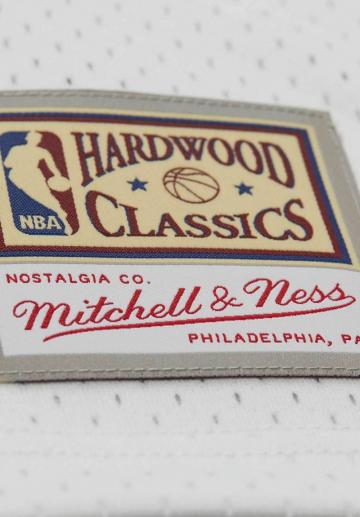 HARDWOOD
CLASSICS
NBA
NOSTALGIA CO.
Mitchell & Ness
PHILADELPHIA, PA